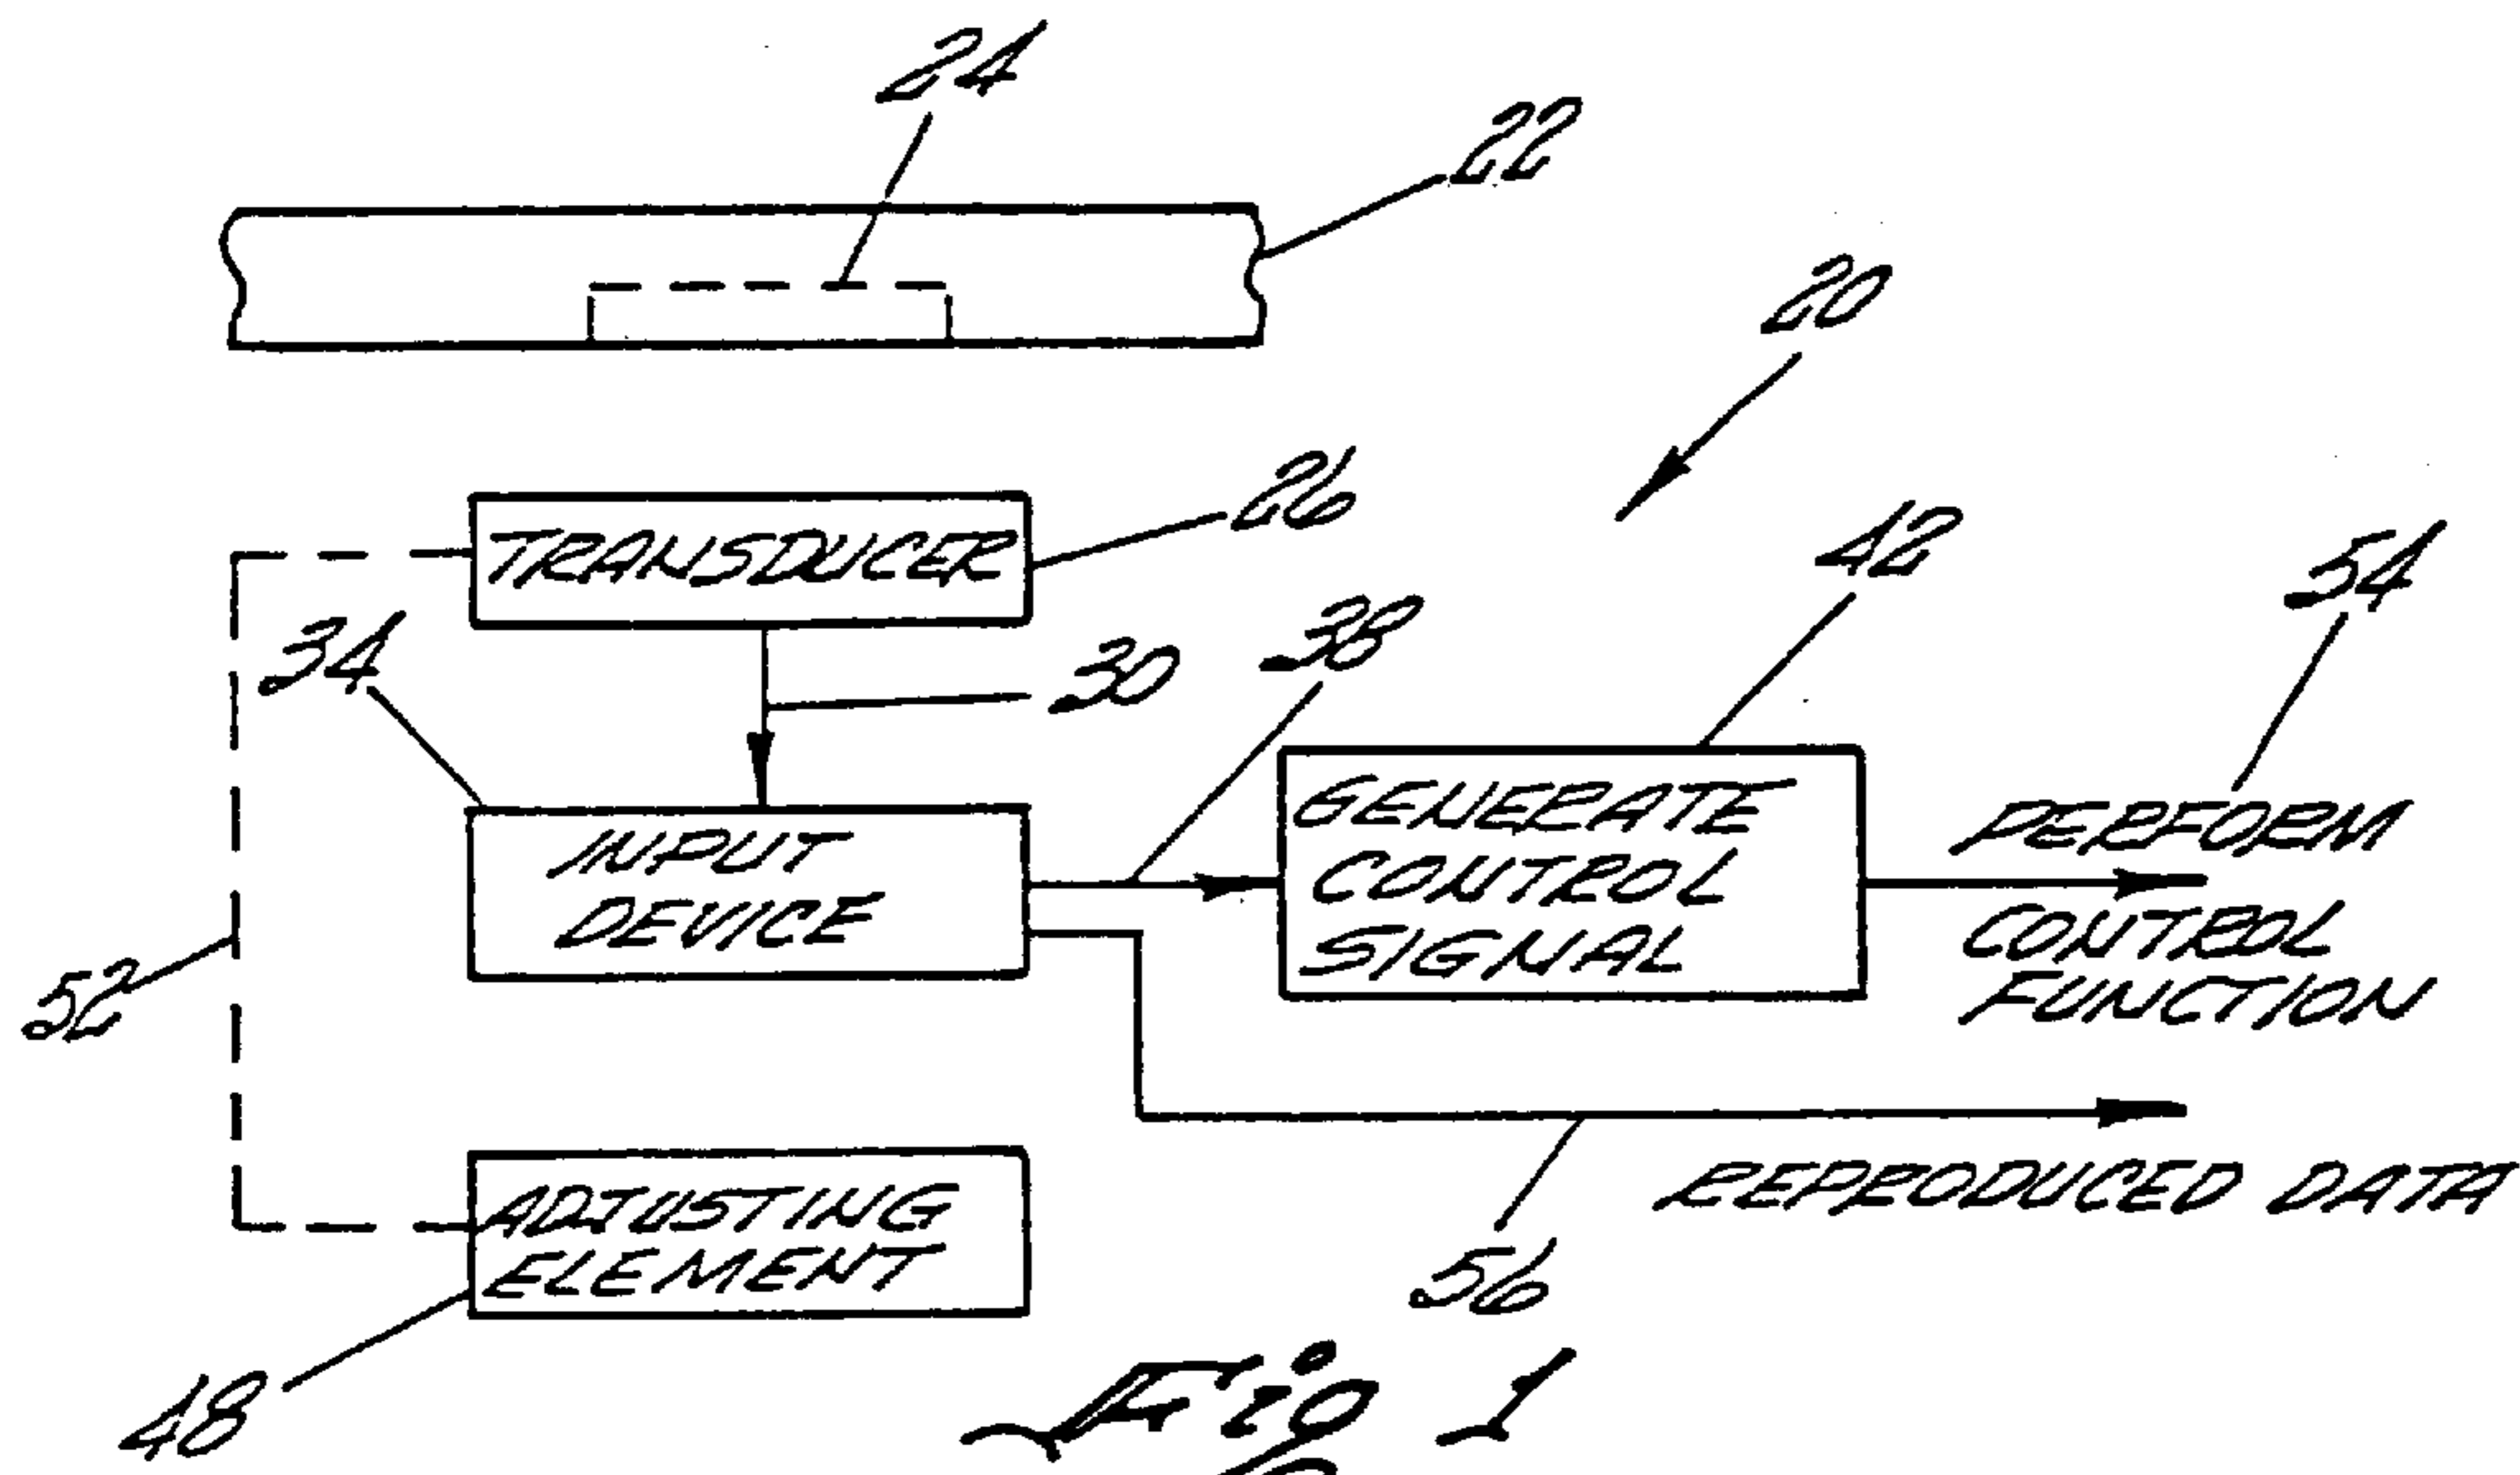 24
22
20
TRANSDUCER
26
42
54
34
30
38
INPUT
DEVICE
GENERATE
CONTROL
SIGNAL
PERFORM
CONTROL
FUNCTION
52
REPRODUCED DATA
ADJUSTING
ELEMENT
56
48
Fig 1